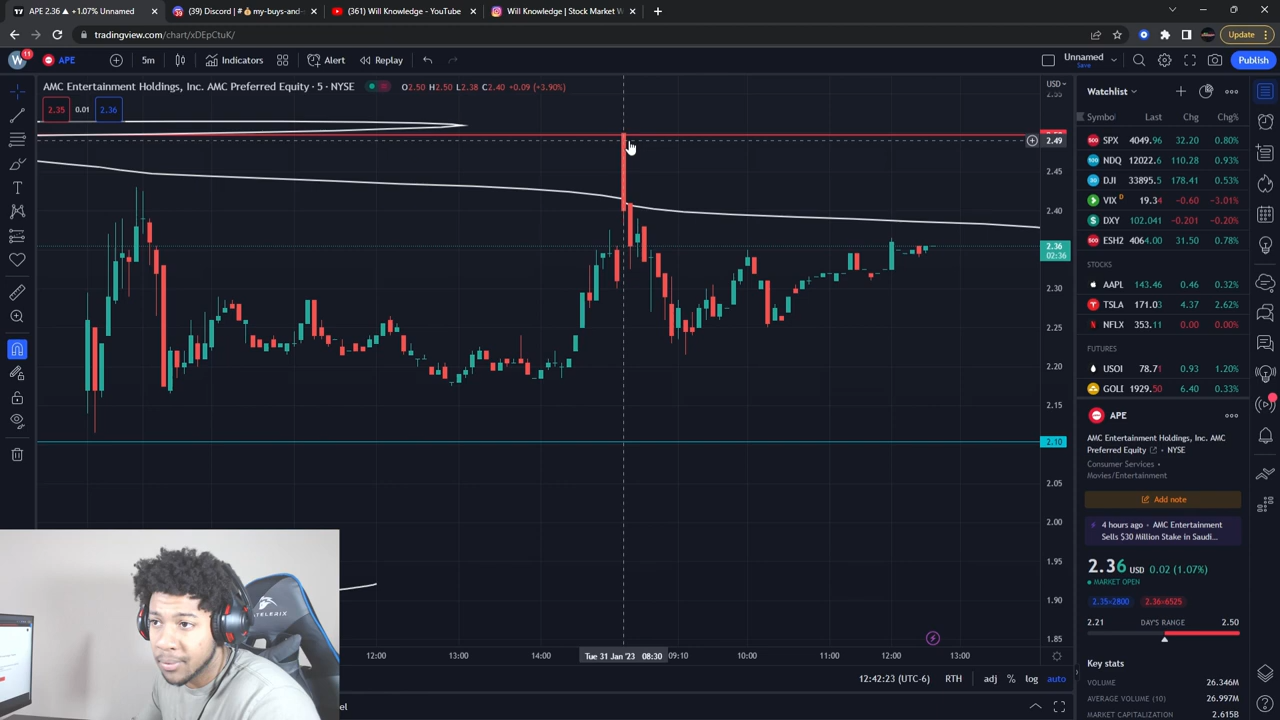 APE 2.36 ▲ +1.07% Unnamed
(39) Discord | # 💰my-buys-and-
(361) Will Knowledge - YouTube
Will Knowledge | Stock Market W
tradingview.com/chart/xDEpCtuK/
Update
W
11
APE
5m
Indicators
Alert
Replay
Unnamed
Save
Publish
AMC Entertainment Holdings, Inc. AMC Preferred Equity · 5 · NYSE
O2.50 H2.50 L2.38 C2.40 +0.09 (+3.90%)
2.35
0.01
2.36
USD
2.55
2.49
2.45
2.40
2.36
02:36
2.30
2.25
2.20
2.15
2.10
2.05
2.00
1.95
1.90
1.85
12:00
13:00
14:00
Tue 31 Jan '23 08:30
09:10
10:00
11:00
12:00
13:00
12:42:23 (UTC-6)
RTH
adj
%
log
auto
Watchlist
Symbol
Last
Chg
Chg%
SPX 4049.96 32.20 0.80%
NDQ 12022.6 110.28 0.93%
DJI 33895.5 178.41 0.53%
VIX D 19.34 -0.60 -3.01%
DXY 102.041 -0.201 -0.20%
ESH2 4064.00 31.50 0.78%
STOCKS
AAPL 143.46 0.46 0.32%
TSLA 171.03 4.37 2.62%
NFLX 353.11 0.00 0.00%
FUTURES
USOI 78.71 0.93 1.20%
GOLI 1929.50 6.40 0.33%
APE
AMC Entertainment Holdings, Inc. AMC
Preferred Equity · NYSE
Consumer Services •
Movies/Entertainment
Add note
4 hours ago • AMC Entertainment
Sells $30 Million Stake in Saudi...
2.36 USD 0.02 (1.07%)
MARKET OPEN
2.35×2800
2.36×6525
2.21 DAY'S RANGE 2.50
Key stats
VOLUME 26.346M
AVERAGE VOLUME (10) 26.997M
MARKET CAPITALIZATION 2.615B